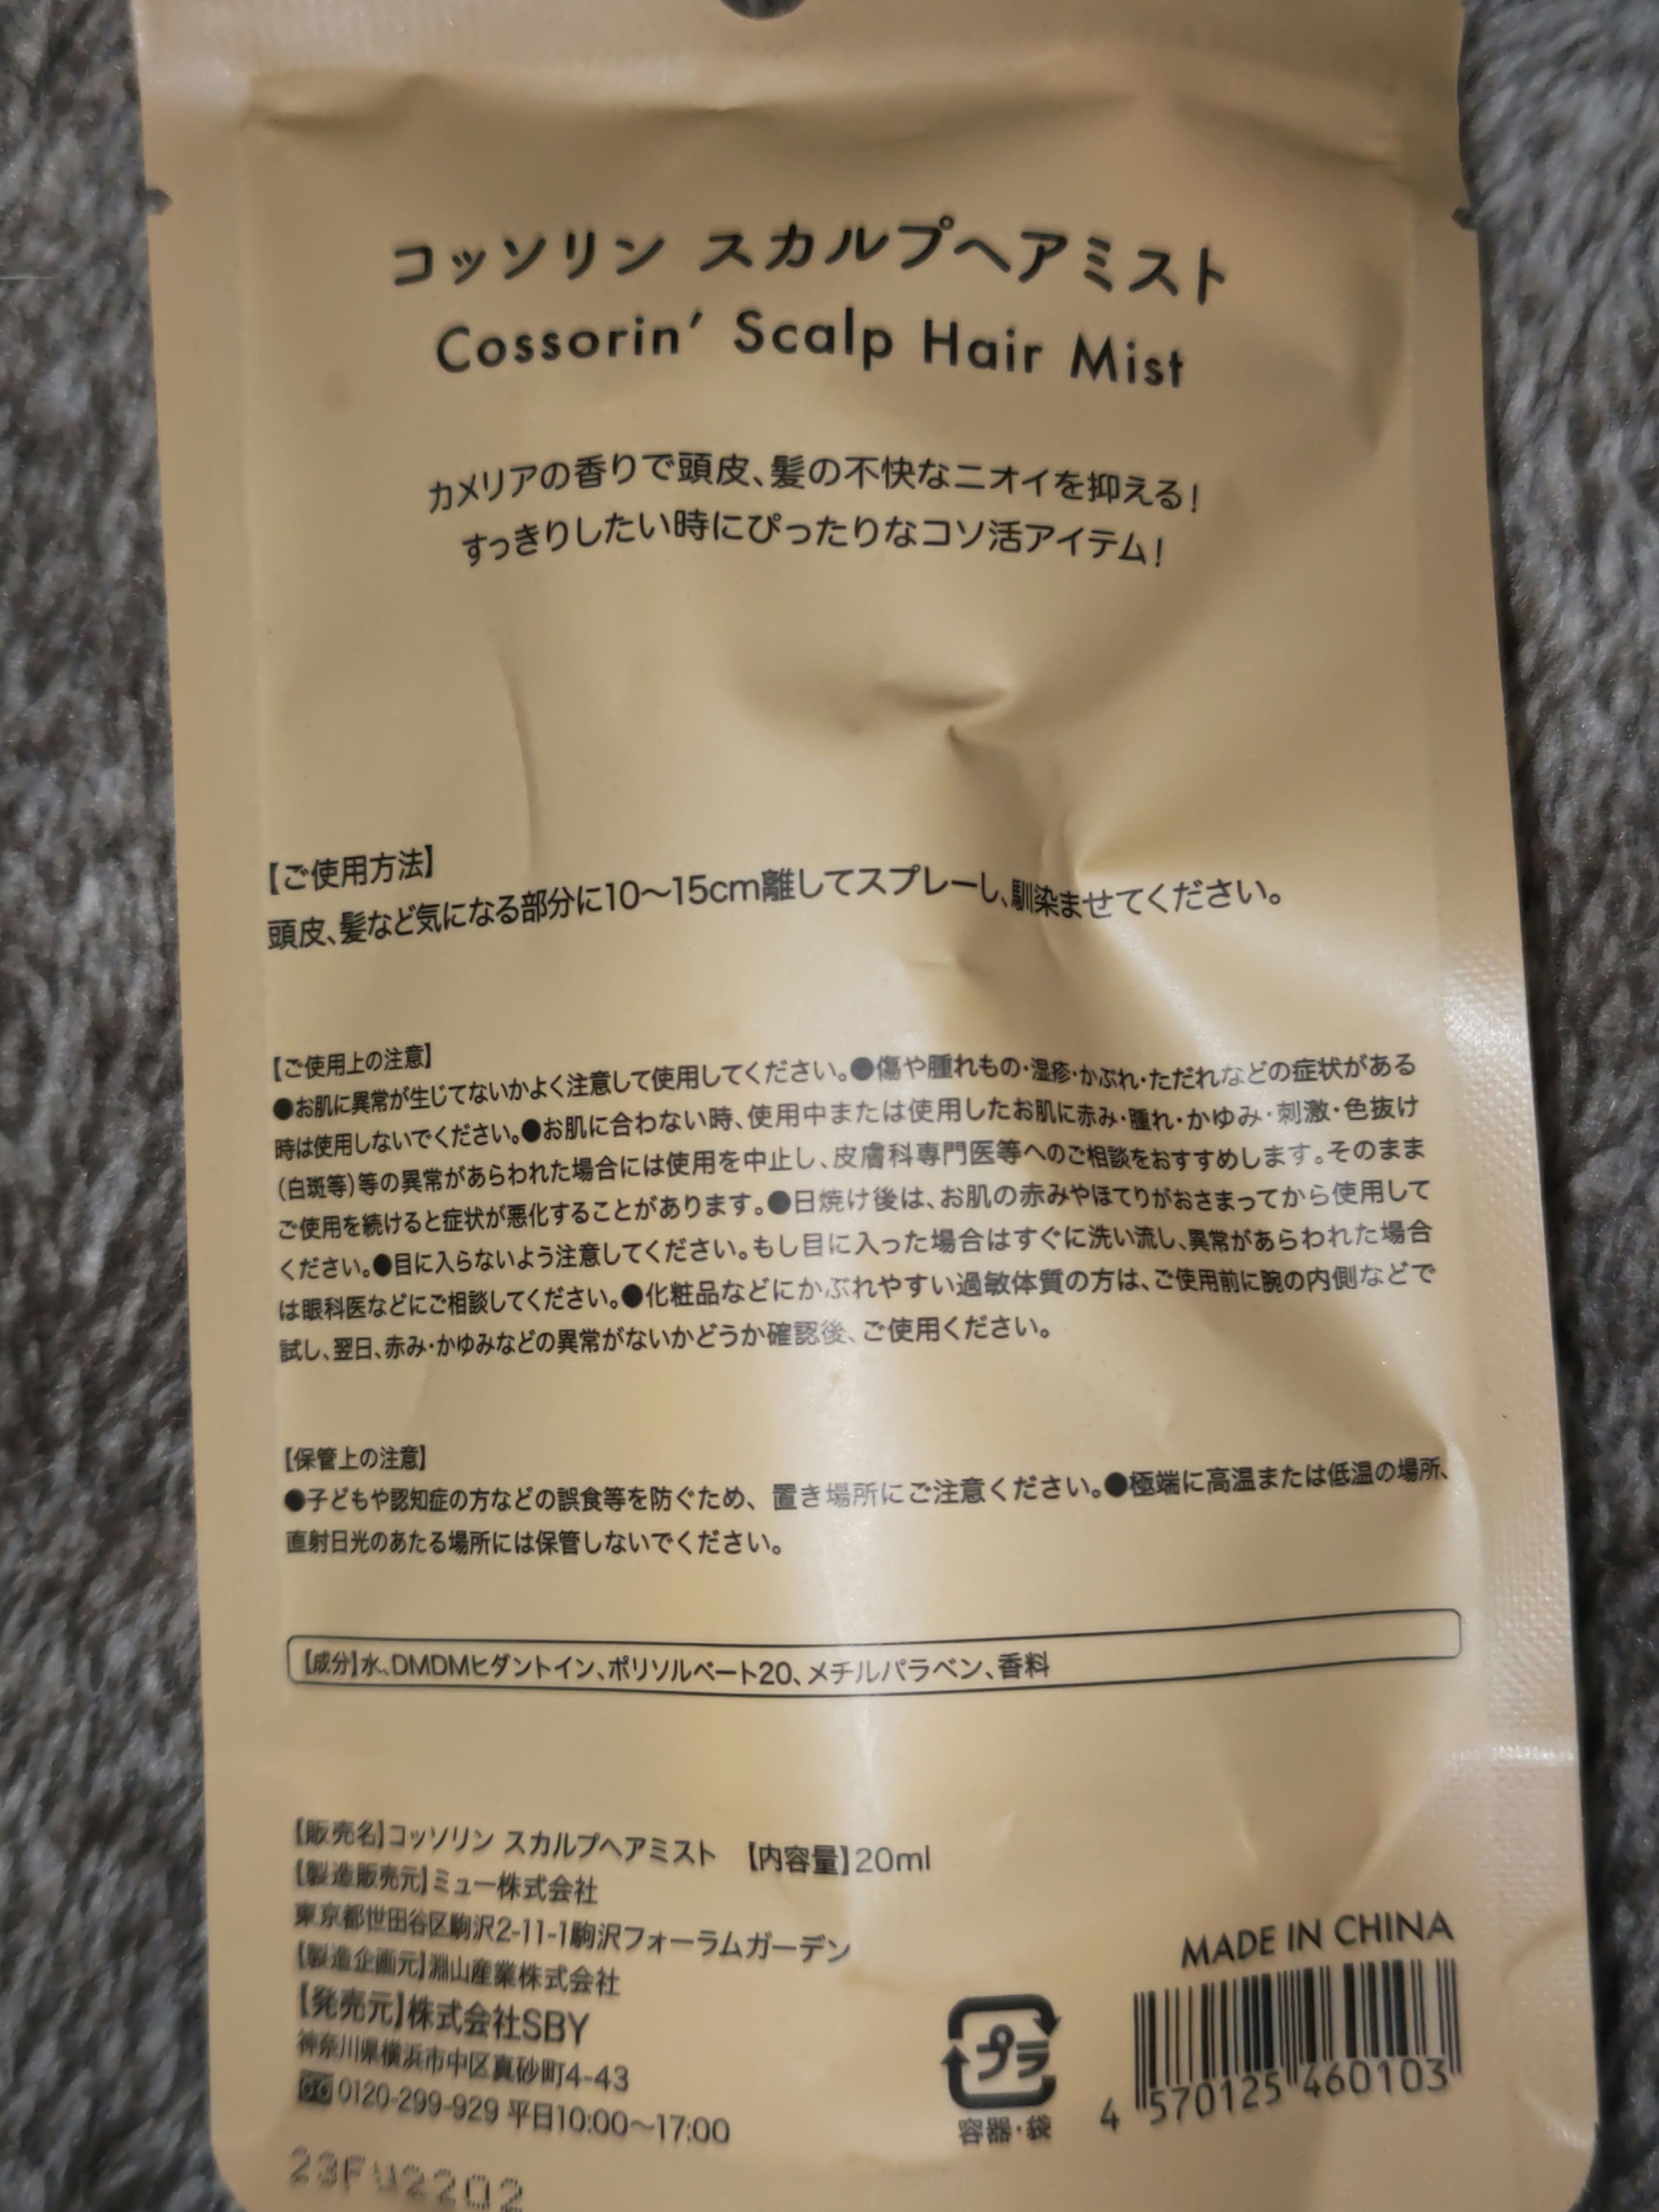 コッソリン スカルプヘアミスト
Cossorin’ Scalp Hair Mist
カメリアの香りで頭皮、髪の不快なニオイを抑える!
すっきりしたい時にぴったりなコソ活アイテム!
【ご使用方法】
頭皮、髪など気になる部分に10〜15cm離してスプレーし、馴染ませてください。
【ご使用上の注意】
●お肌に異常が生じてないかよく注意して使用してください。●傷や腫れもの・湿疹・かぶれ・ただれなどの症状がある
時は使用しないでください。●お肌に合わない時、使用中または使用したお肌に赤み・腫れ・かゆみ・刺激・色抜け
(白斑等)等の異常があらわれた場合には使用を中止し、皮膚科専門医等へのご相談をおすすめします。そのまま
ご使用を続けると症状が悪化することがあります。●日焼け後は、お肌の赤みやほてりがおさまってから使用して
ください。●目に入らないよう注意してください。もし目に入った場合はすぐに洗い流し、異常があらわれた場合
は眼科医などにご相談してください。●化粧品などにかぶれやすい過敏体質の方は、ご使用前に腕の内側などで
試し、翌日、赤み・かゆみなどの異常がないかどうか確認後、ご使用ください。
【保管上の注意】
●子どもや認知症の方などの誤食等を防ぐため、置き場所にご注意ください。●極端に高温または低温の場所、
直射日光のあたる場所には保管しないでください。
【成分】水、DMDMヒダントイン、ポリソルベート20、メチルパラベン、香料
【販売名】コッソリン スカルプヘアミスト 【内容量】20ml
【製造販売元】ミュー株式会社
東京都世田谷区駒沢2-11-1駒沢フォーラムガーデン
【製造企画元】淵山産業株式会社
【発売元】株式会社SBY
神奈川県横浜市中区真砂町4-43
0120-299-929 平日10:00〜17:00
MADE IN CHINA
プラ
容器・袋
4 570125 460103